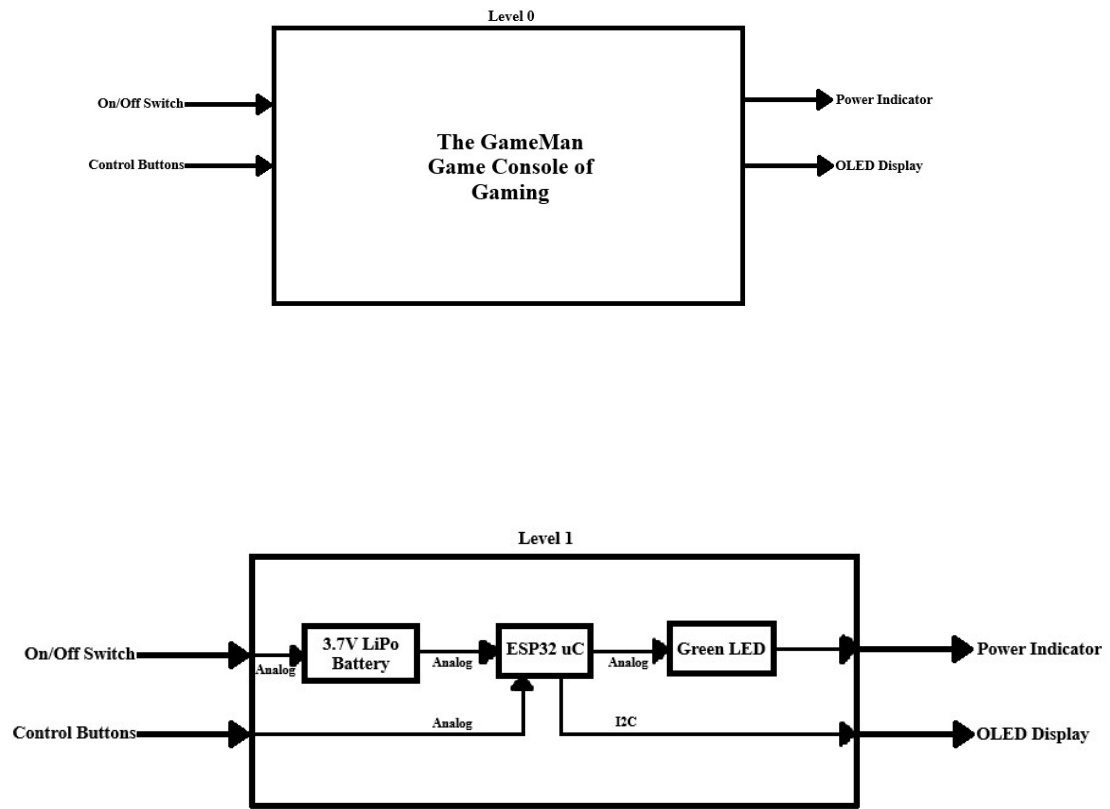 Level 0
On/Off Switch
Power Indicator
The GameMan
Game Console of
Gaming
Control Buttons
OLED Display
Level 1
On/Off Switch
Analog
3.7V LiPo
Battery
Analog
ESP32 uC
Analog
Green LED
Power Indicator
Control Buttons
Analog
I2C
OLED Display